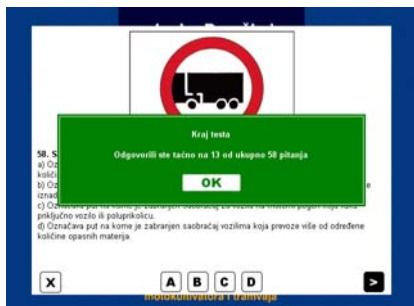 Kraj testa
Odgovorili ste tačno na 13 od ukupno 58 pitanja
OK
58. S
a) Oz
količi
b) Oz e
iznad
c) Označava put na kome je zabranjen saobraćaj za vozila na motorni pogon koja vuku
priključno vozilo ili poluprikolicu.
d) Označava put na kome je zabranjen saobraćaj vozilima koja prevoze više od određene
količine opasnih materija.
X A B C D >
motokultivatora i tramvaja